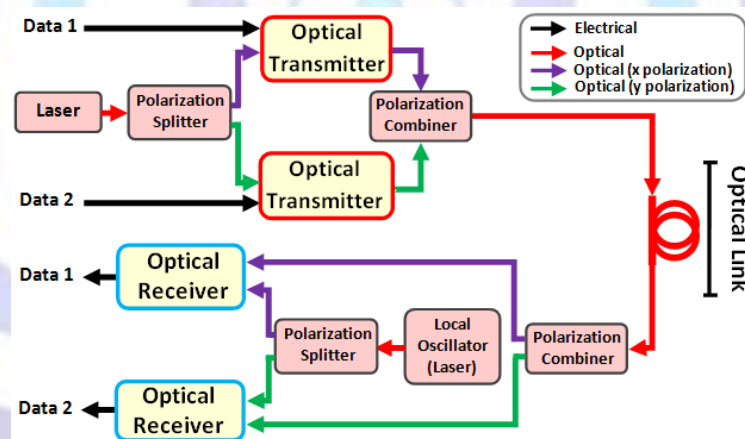 Data 1
Optical
Transmitter
Electrical
Optical
Optical (x polarization)
Optical (y polarization)
Laser
Polarization
Splitter
Polarization
Combiner
Data 2
Optical
Transmitter
Optical Link
Data 1
Optical
Receiver
Polarization
Splitter
Local
Oscillator
(Laser)
Polarization
Combiner
Data 2
Optical
Receiver